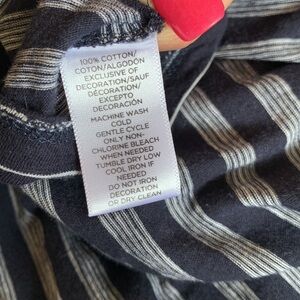 100% COTTON/
COTON/ALGODÓN
EXCLUSIVE OF
DECORATION/SAUF
DÉCORATION/
EXCEPTO
DECORACIÓN
MACHINE WASH
COLD
GENTLE CYCLE
ONLY NON-
CHLORINE BLEACH
WHEN NEEDED
TUMBLE DRY LOW
COOL IRON IF
NEEDED
DO NOT IRON
DECORATION
OR DRY CLEAN